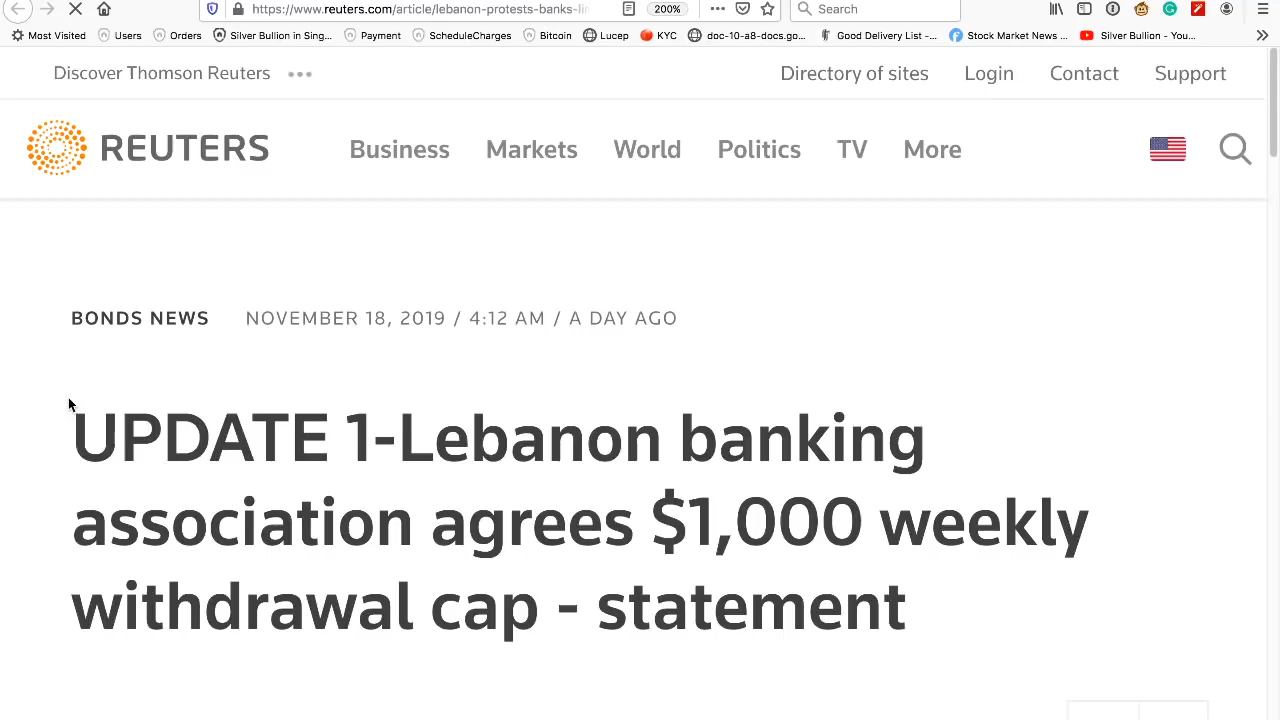 https://www.reuters.com/article/lebanon-protests-banks-li
200%
Search
Most Visited Users Orders Silver Bullion in Sing... Payment ScheduleCharges Bitcoin Lucep KYC doc-10-a8-docs.go... Good Delivery List -... Stock Market News ... Silver Bullion - You...
Discover Thomson Reuters Directory of sites Login Contact Support
REUTERS Business Markets World Politics TV More
BONDS NEWS NOVEMBER 18, 2019 / 4:12 AM / A DAY AGO
UPDATE 1-Lebanon banking
association agrees $1,000 weekly
withdrawal cap - statement